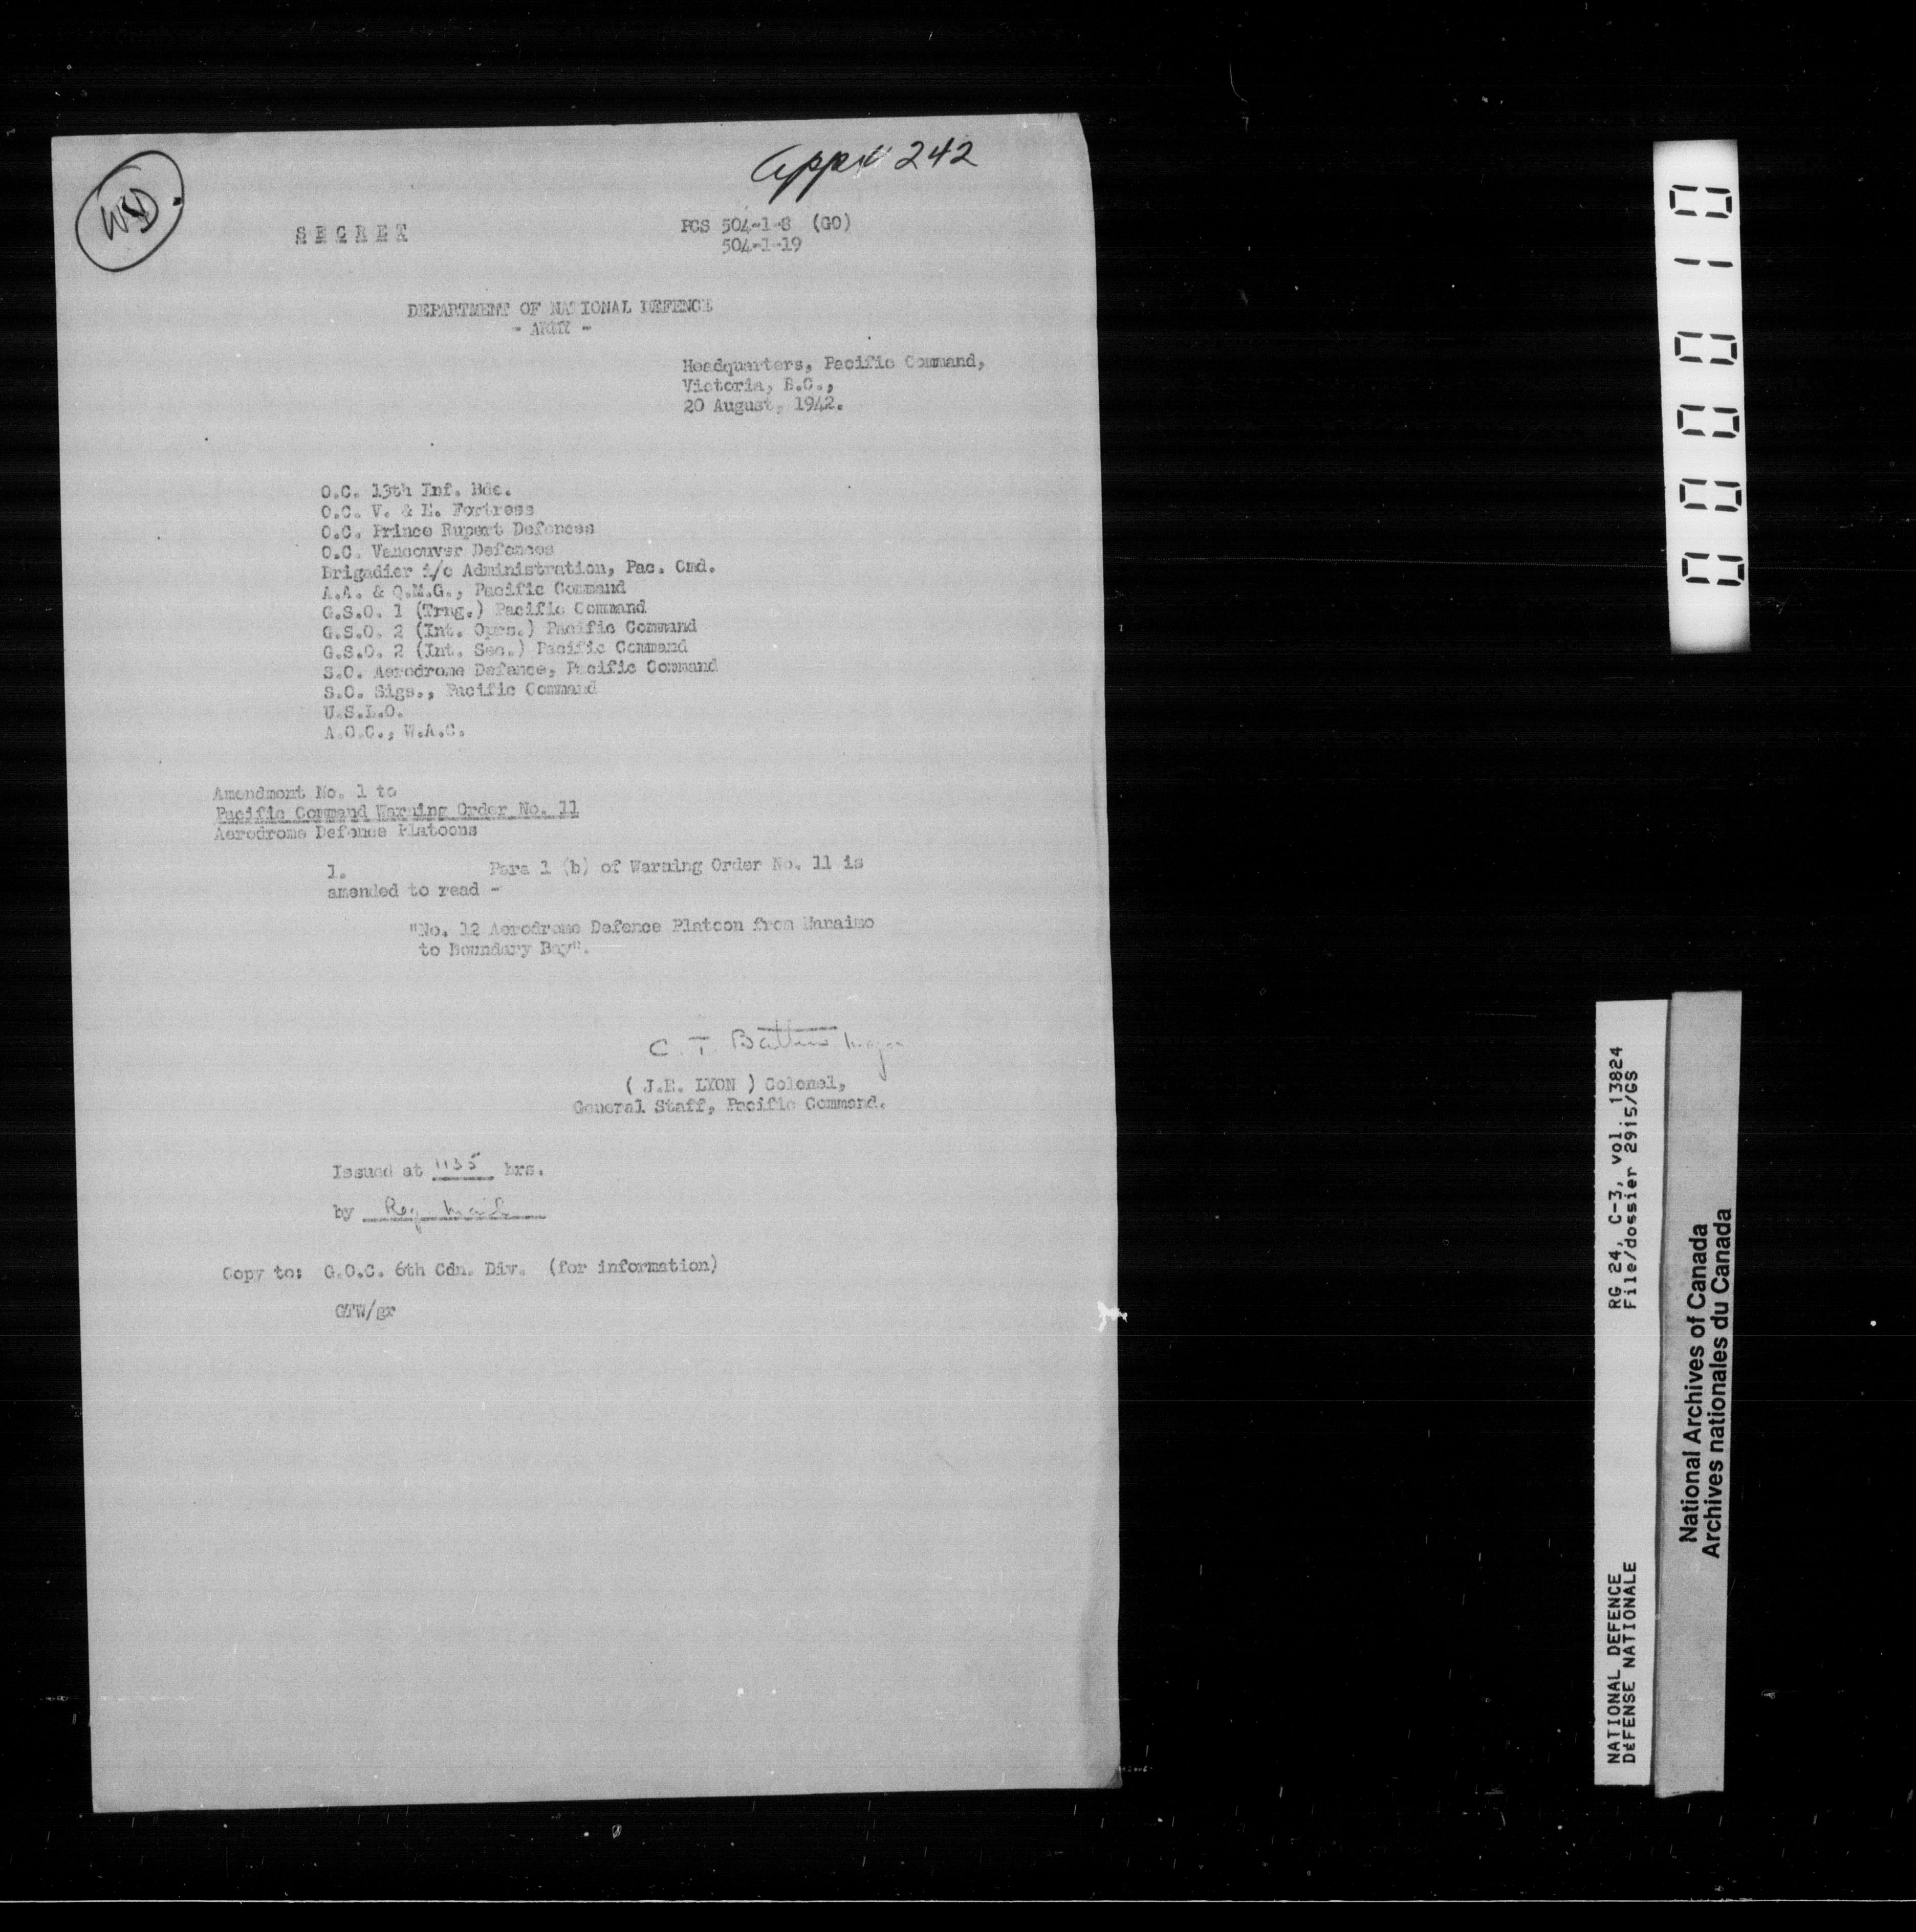 WD
Appx 242
SECRET
PCS 504-1-8 (GO)
504-1-19
DEPARTMENT OF NATIONAL DEFENCE
- ARMY -
Headquarters, Pacific Command,
Victoria, B.C.,
20 August, 1942.
O.C. 13th Inf. Bde.
O.C. V. & E. Fortress
O.C. Prince Rupert Defences
O.C. Vancouver Defences
Brigadier i/c Administration, Pac. Cmd.
A.A. & Q.M.G., Pacific Command
G.S.O. 1 (Trng.) Pacific Command
G.S.O. 2 (Int. Oprs.) Pacific Command
G.S.O. 2 (Int. Sec.) Pacific Command
S.O. Aerodrome Defence, Pacific Command
S.O. Sigs., Pacific Command
U.S.L.O.
A.O.C., W.A.C.
Amendment No. 1 to
Pacific Command Warning Order No. 11
Aerodrome Defence Platoons
1. Para 1 (b) of Warning Order No. 11 is
amended to read -
"No. 12 Aerodrome Defence Platoon from Nanaimo
to Boundary Bay".
C. T. Major
( J.E. LYON ) Colonel,
General Staff, Pacific Command.
Issued at 1135 hrs.
by Reg. Mail
Copy to: G.O.C. 6th Cdn. Div. (for information)
GTW/gr
000010
RG 24, C-3, vol. 13824
File/dossier 2915/GS
NATIONAL DEFENCE
DéFENSE NATIONALE
National Archives of Canada
Archives nationales du Canada